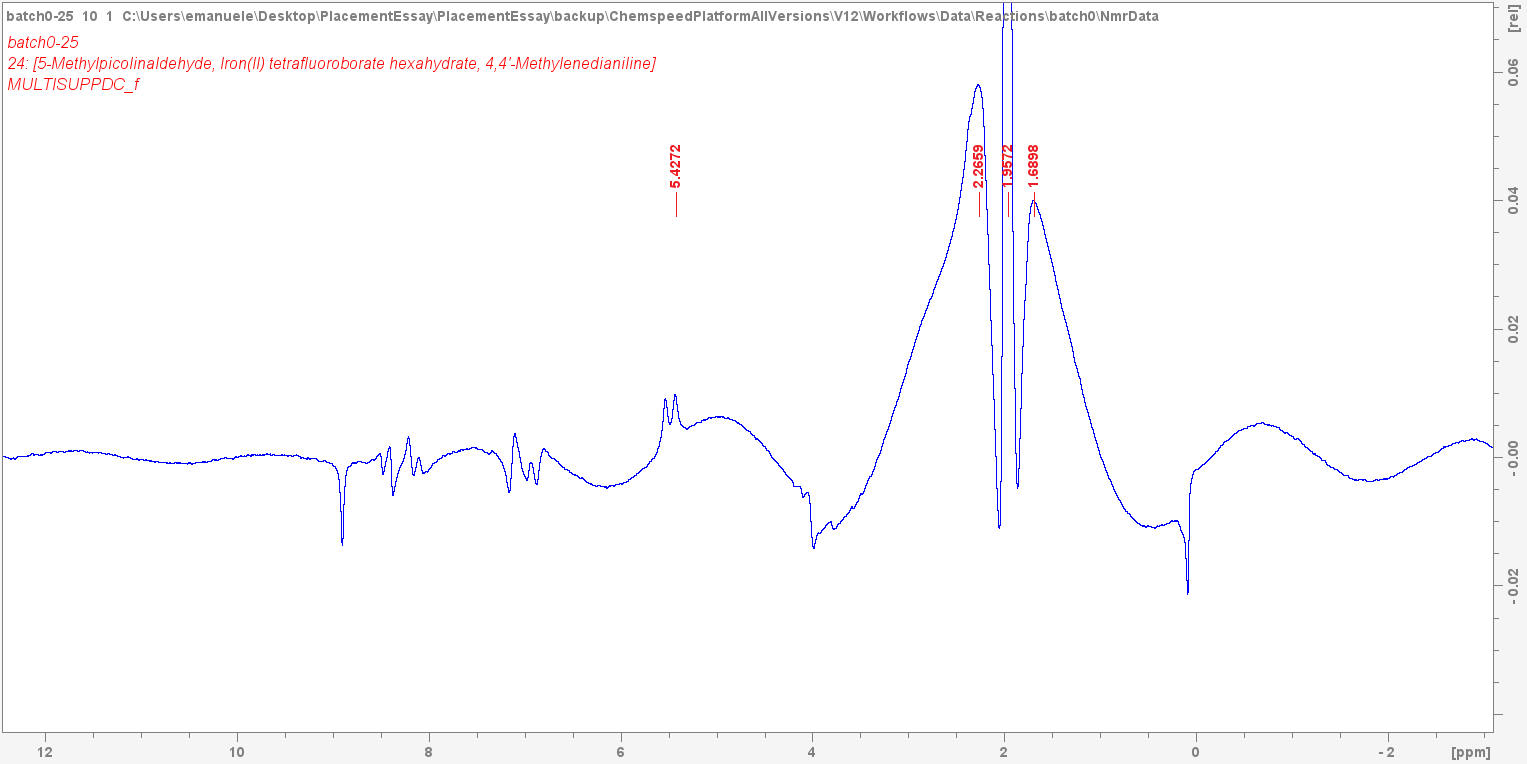 batch0-25 10 1 C:\Users\emanuele\Desktop\PlacementEssay\PlacementEssay\backup\ChemspeedPlatformAllVersions\V12\Workflows\Data\Reactions\batch0\NmrData
batch0-25
24: [5-Methylpicolinaldehyde, Iron(II) tetrafluoroborate hexahydrate, 4,4'-Methylenedianiline]
MULTISUPPDC_f
5.4272
2.2659
1.9572
1.6898
[rel]
0.06
0.04
0.02
-0.00
-0.02
12 10 8 6 4 2 0 -2 [ppm]